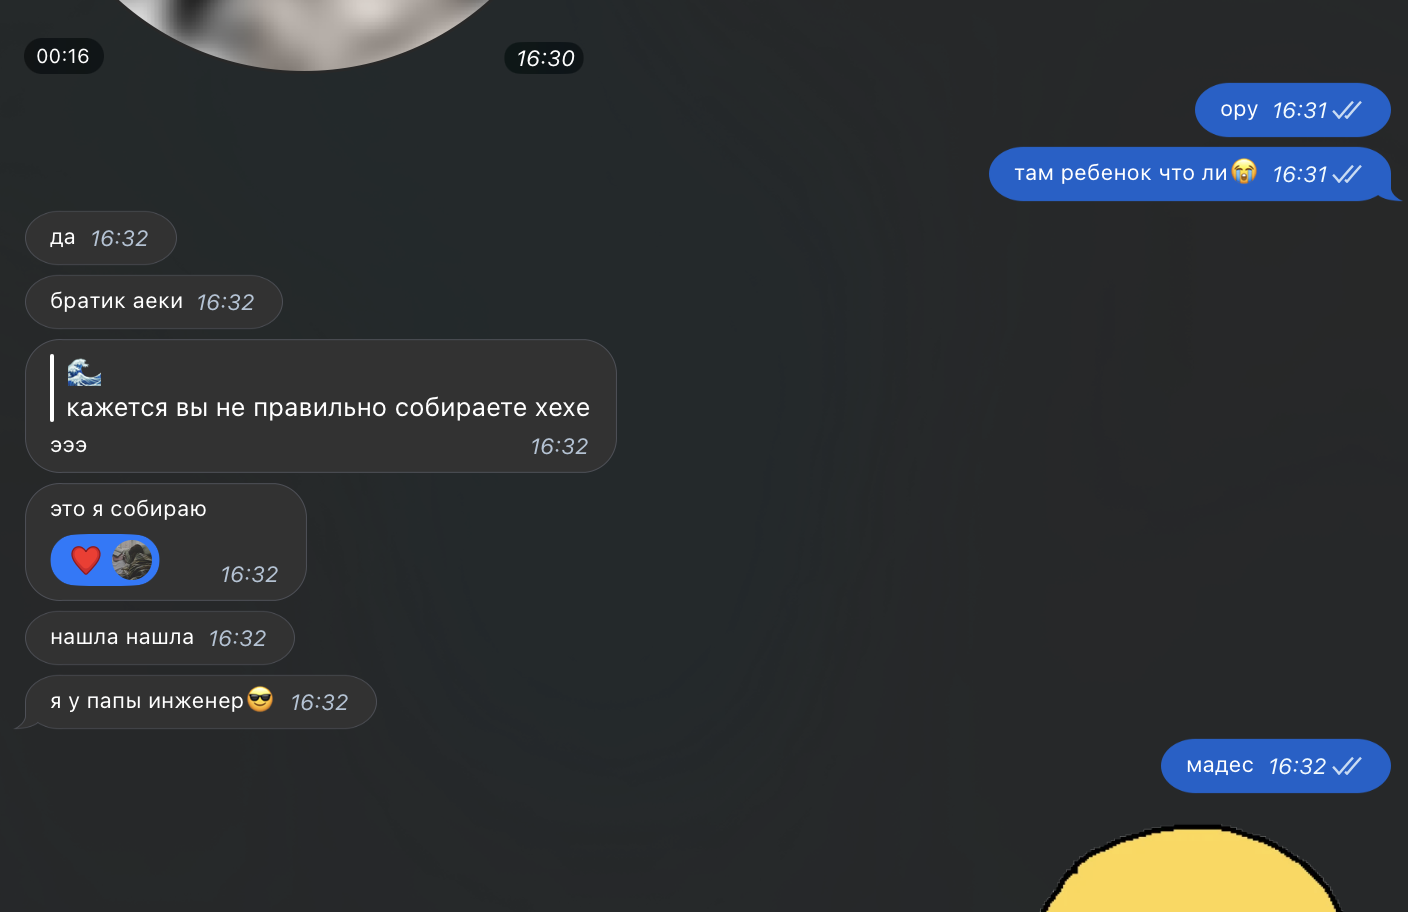 00:16
16:30
ору 16:31
там ребенок что ли😭 16:31
да 16:32
братик аеки 16:32
🌊
кажется вы не правильно собираете хехе
эээ 16:32
это я собираю
❤️ 16:32
нашла нашла 16:32
я у папы инженер😎 16:32
мадес 16:32